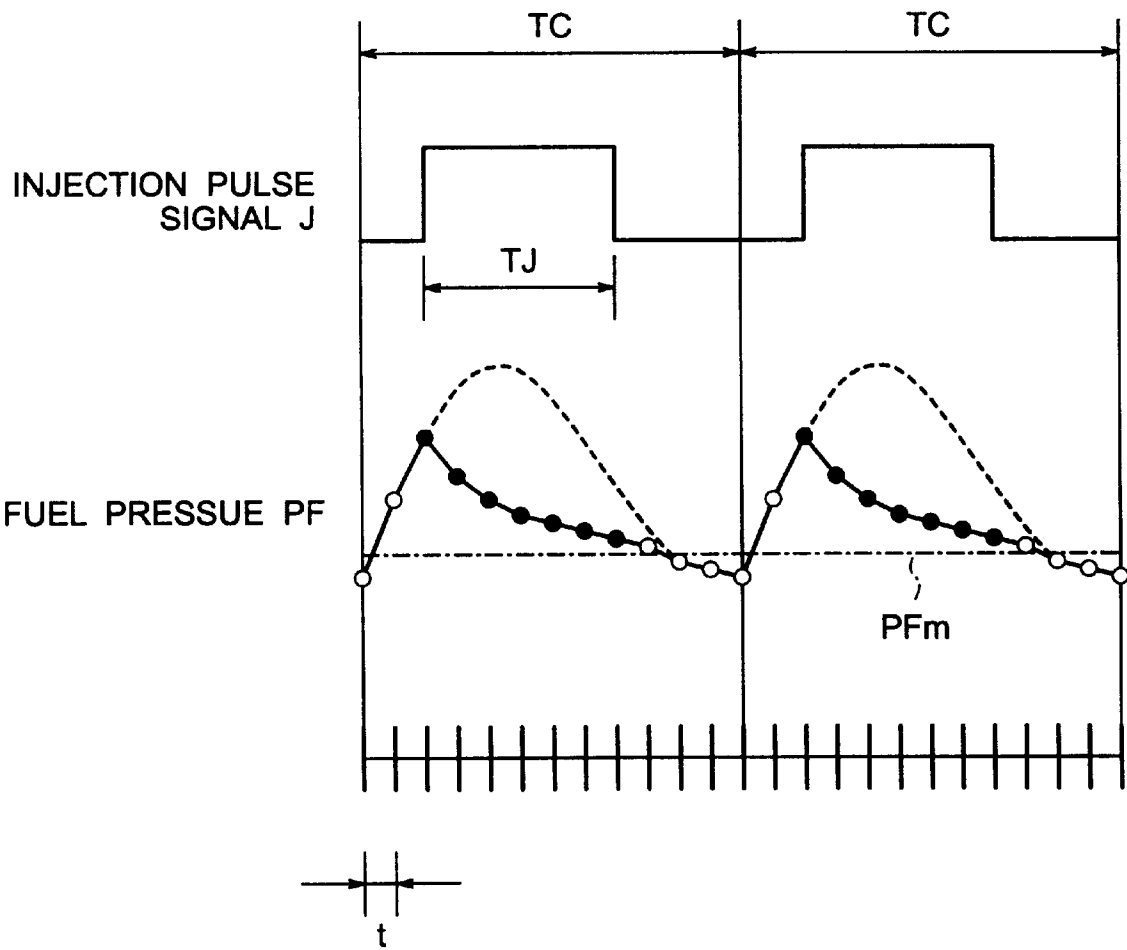 TC TC
INJECTION PULSE
SIGNAL J
TJ
FUEL PRESSUE PF
PFm
t